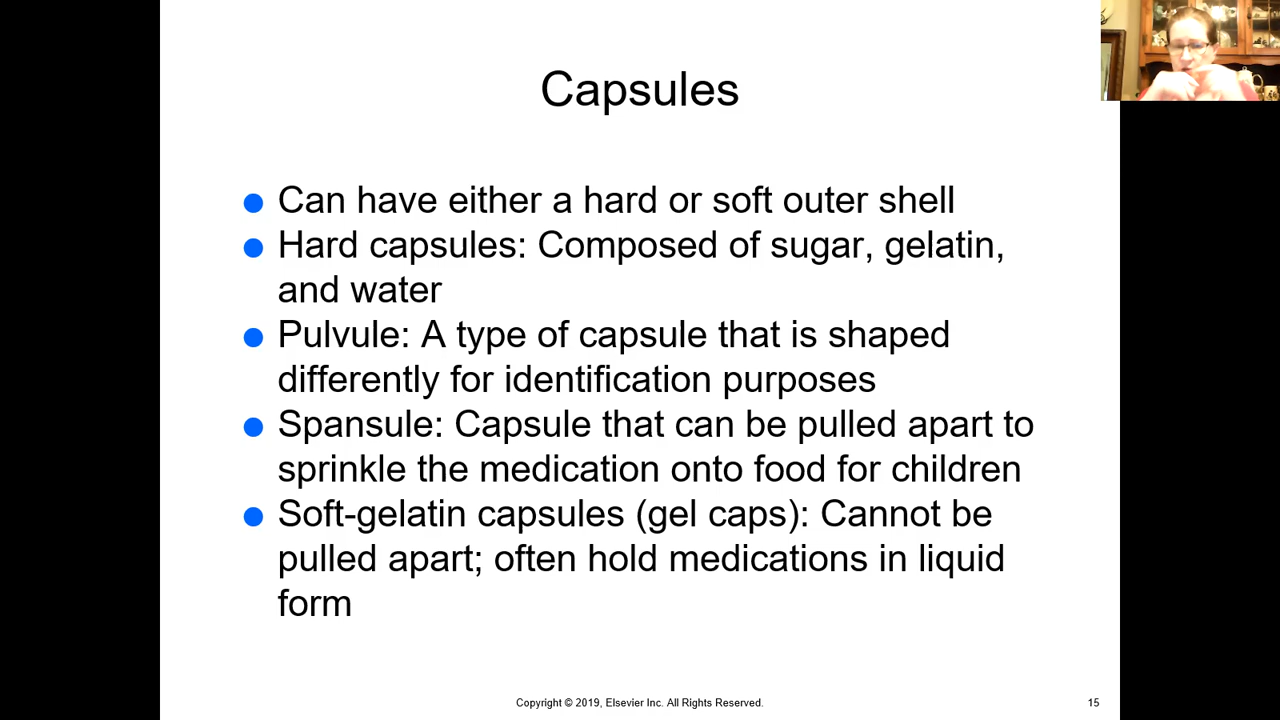 Capsules
Can have either a hard or soft outer shell
Hard capsules: Composed of sugar, gelatin,
and water
Pulvule: A type of capsule that is shaped
differently for identification purposes
Spansule: Capsule that can be pulled apart to
sprinkle the medication onto food for children
Soft-gelatin capsules (gel caps): Cannot be
pulled apart; often hold medications in liquid
form
Copyright © 2019, Elsevier Inc. All Rights Reserved.
15